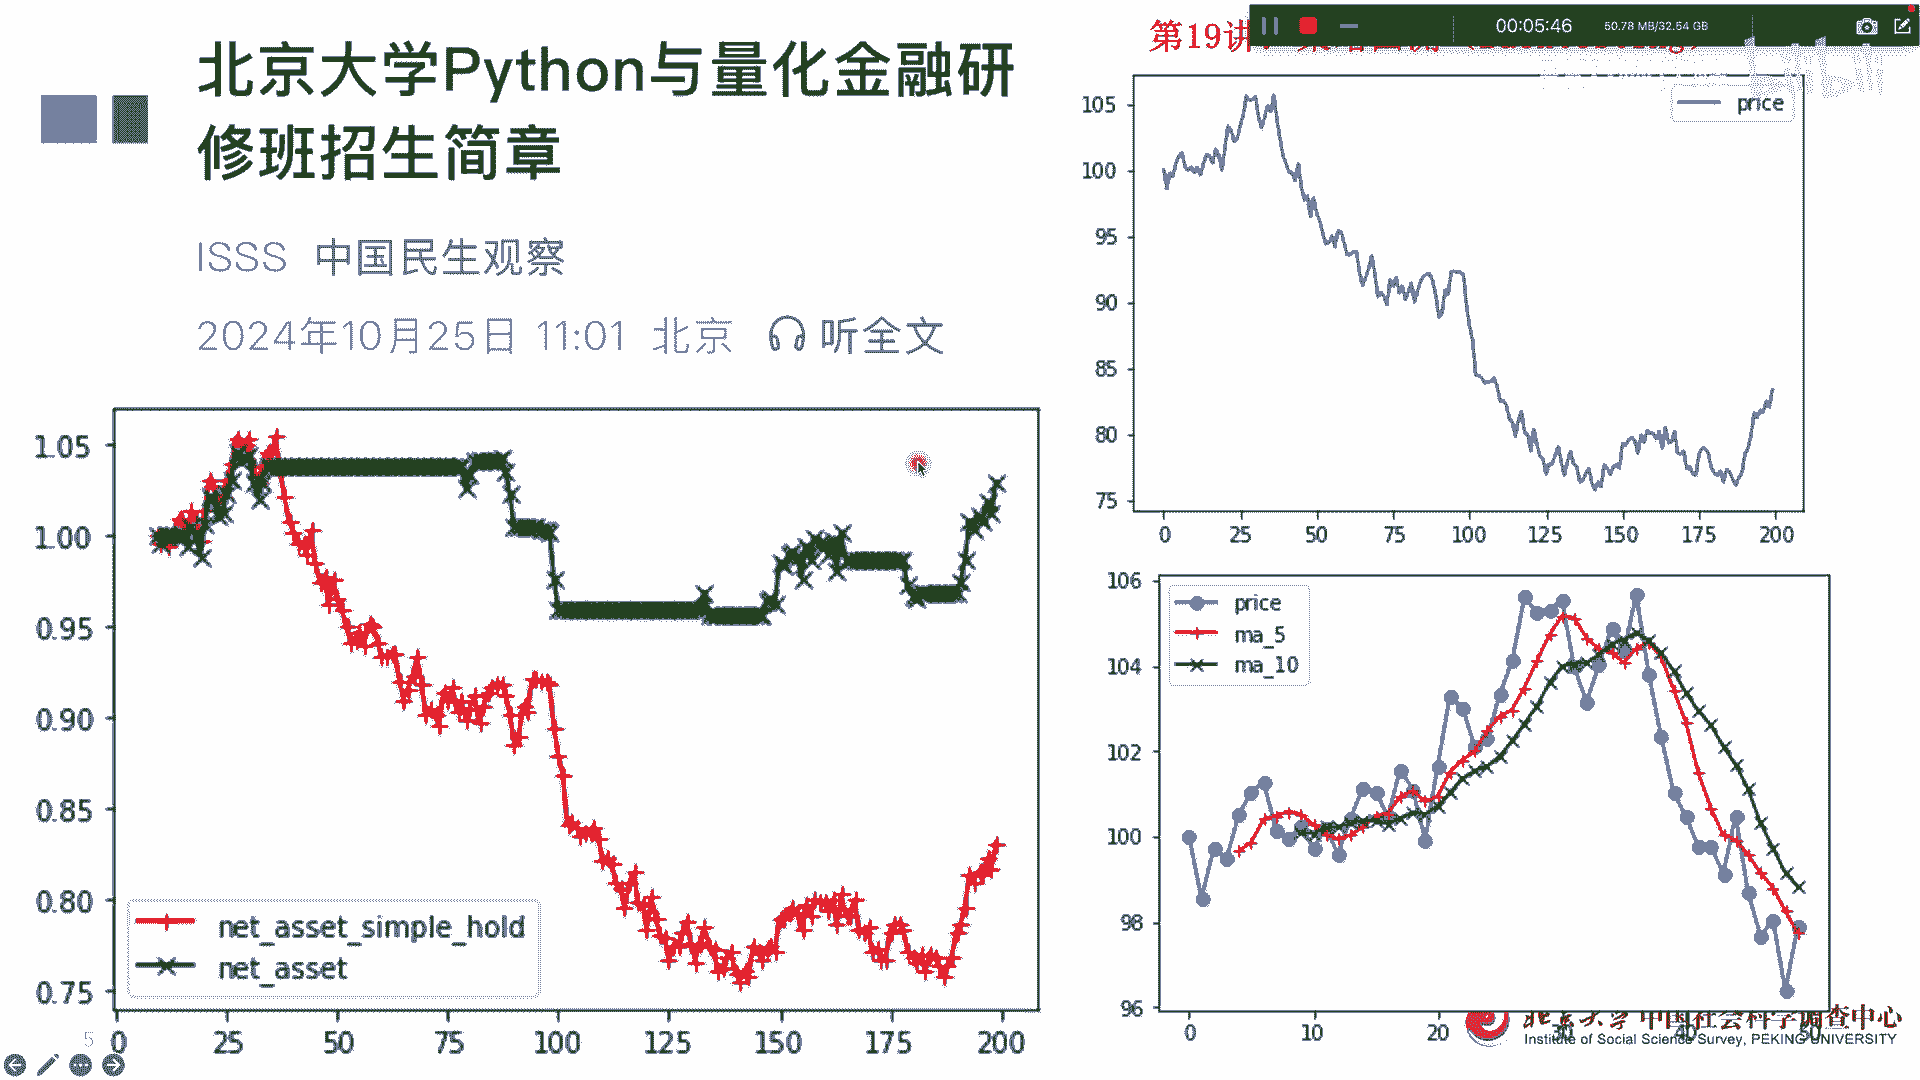 北京大学Python与量化金融研
修班招生简章
ISSS 中国民生观察
2024年10月25日 11:01 北京 听全文
1.05
1.00
0.95
0.90
0.85
0.80
0.75
net_asset_simple_hold
net_asset
0 25 50 75 100 125 150 175 200
5
第19讲
00:05:46 50.78 MB/32.54 GB
105
100
95
90
85
80
75
price
0 25 50 75 100 125 150 175 200
106
104
102
100
98
96
price
ma_5
ma_10
0 10 20 30 40 50
北京大学 中国社会科学调查中心
Institute of Social Science Survey, PEKING UNIVERSITY